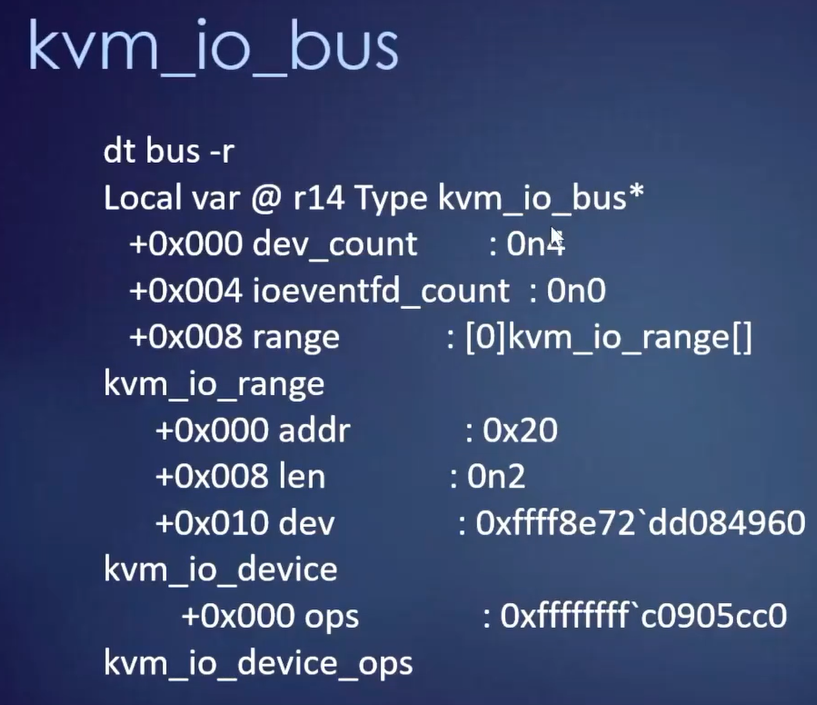 kvm_io_bus
dt bus -r
Local var @ r14 Type kvm_io_bus*
+0x000 dev_count : 0n4
+0x004 ioeventfd_count : 0n0
+0x008 range : [0]kvm_io_range[]
kvm_io_range
+0x000 addr : 0x20
+0x008 len : 0n2
+0x010 dev : 0xffff8e72`dd084960
kvm_io_device
+0x000 ops : 0xffffffff`c0905cc0
kvm_io_device_ops